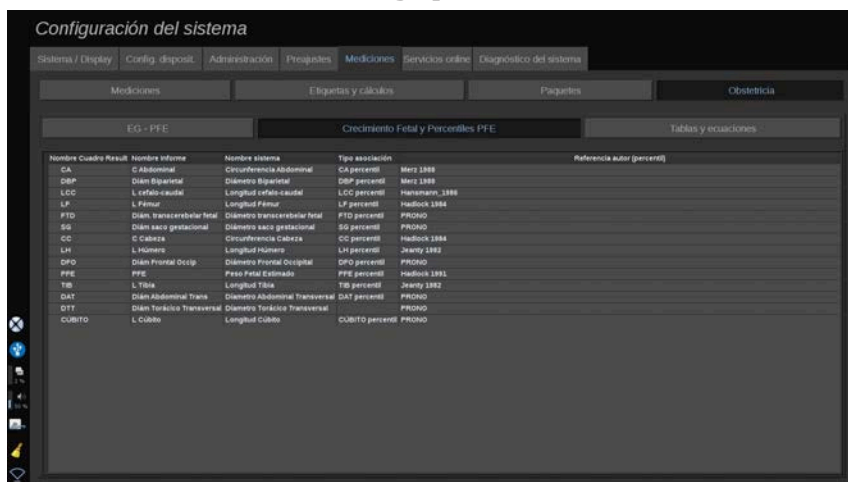 Configuración del sistema
Sistema / Display Config. disposit. Administración Preajustes Mediciones Servicios online Diagnóstico del sistema
Mediciones Etiquetas y cálculos Paquetes Obstetricia
EG - PFE Crecimiento Fetal y Percentiles PFE Tablas y ecuaciones
Nombre Cuadro Result Nombre informe Nombre sistema Tipo asociación Referencia autor (percentil)
CA C Abdominal Circunferencia Abdominal CA percentil Merz 1988
DBP Diám Biparietal Diámetro Biparietal DBP percentil Merz 1988
LCC L cefalo-caudal Longitud cefalo-caudal LCC percentil Hansmann_1986
LF L Fémur Longitud Fémur LF percentil Hadlock 1984
FTD Diám. transcerebelar fetal Diámetro transcerebelar fetal FTD percentil PRONO
SG Diám saco gestacional Diámetro saco gestacional SG percentil PRONO
CC C Cabeza Circunferencia Cabeza CC percentil Hadlock 1984
LH L Húmero Longitud Húmero LH percentil Jeanty 1982
DFO Diám Frontal Occip Diámetro Frontal Occipital DFO percentil PRONO
PFE PFE Peso Fetal Estimado PFE percentil Hadlock 1991
TIB L Tibia Longitud Tibia TIB percentil Jeanty 1982
DAT Diám Abdominal Trans Díametro Abdominal Transversal DAT percentil PRONO
DTT Diám Torácico Transversal Díametro Torácico Transversal PRONO
CÚBITO L Cúbito Longitud Cúbito CÚBITO percentil PRONO
2 %